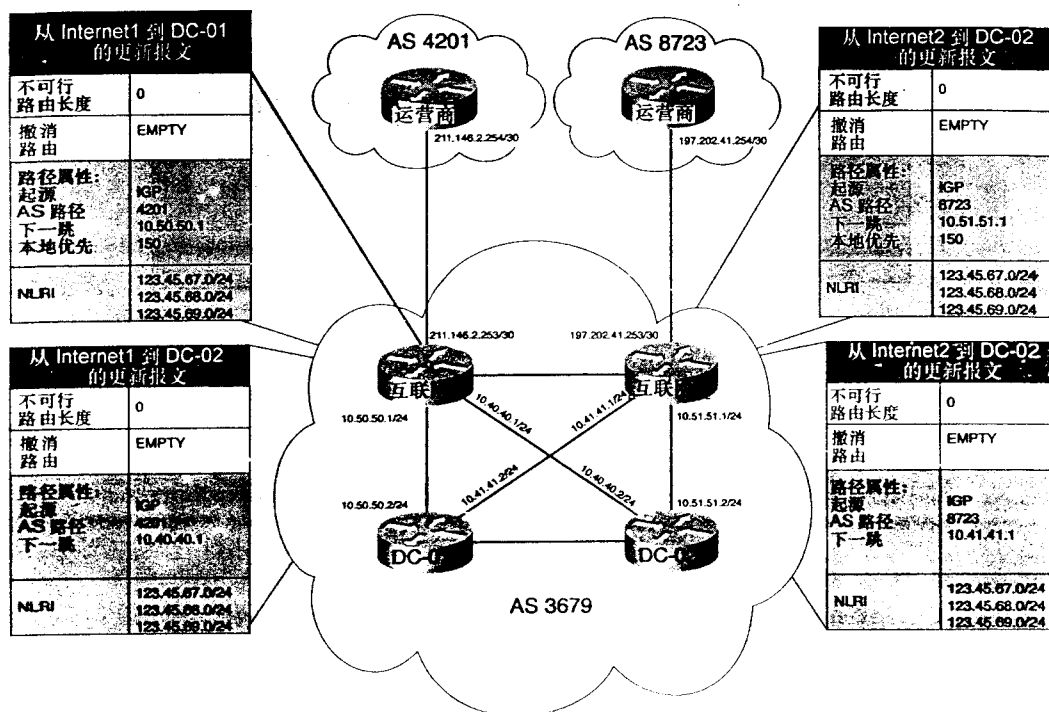 从 Internet1 到 DC-01
的更新报文
不可行
路由长度
0
撤消
路由
EMPTY
路径属性:
起源
IGP
AS 路径
4201
下一跳
10.50.50.1
本地优先
150
NLRI
123.45.67.0/24
123.45.68.0/24
123.45.69.0/24
从 Internet1 到 DC-02
的更新报文
不可行
路由长度
0
撤消
路由
EMPTY
路径属性:
起源
IGP
AS 路径
4201
下一跳
10.40.40.1
NLRI
123.45.67.0/24
123.45.68.0/24
123.45.69.0/24
AS 4201
运营商
211.146.2.254/30
AS 8723
运营商
197.202.41.254/30
211.146.2.253/30
197.202.41.253/30
互联
互联
10.50.50.1/24
10.40.40.1/24
10.41.41.1/24
10.51.51.1/24
10.50.50.2/24
10.41.41.2/24
10.40.40.2/24
10.51.51.2/24
DC-0
DC-0
AS 3679
从 Internet2 到 DC-02
的更新报文
不可行
路由长度
0
撤消
路由
EMPTY
路径属性:
起源
IGP
AS 路径
8723
下一跳
10.51.51.1
本地优先
150
NLRI
123.45.67.0/24
123.45.68.0/24
123.45.69.0/24
从 Internet2 到 DC-02
的更新报文
不可行
路由长度
0
撤消
路由
EMPTY
路径属性:
起源
IGP
AS 路径
8723
下一跳
10.41.41.1
NLRI
123.45.67.0/24
123.45.68.0/24
123.45.69.0/24